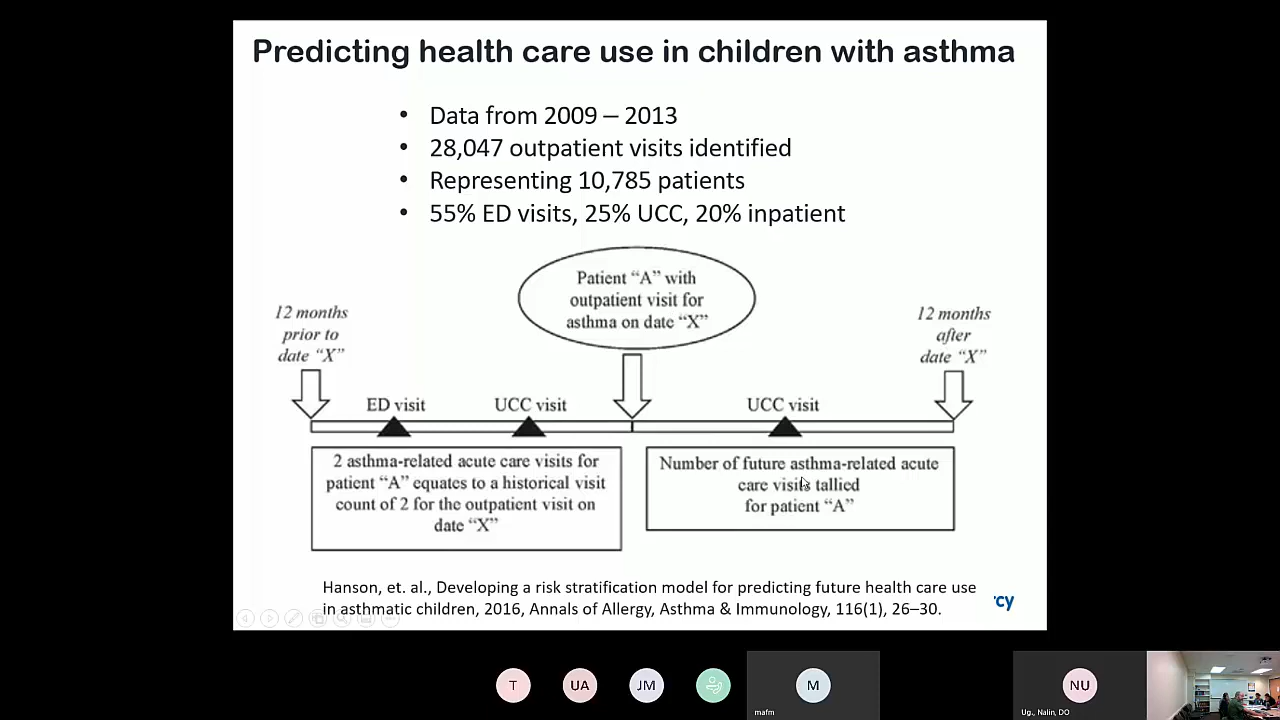 Predicting health care use in children with asthma
• Data from 2009 – 2013
• 28,047 outpatient visits identified
• Representing 10,785 patients
• 55% ED visits, 25% UCC, 20% inpatient
Patient “A” with
outpatient visit for
asthma on date “X”
12 months
prior to
date “X”
12 months
after
date “X”
ED visit
UCC visit
UCC visit
2 asthma-related acute care visits for
patient “A” equates to a historical visit
count of 2 for the outpatient visit on
date “X”
Number of future asthma-related acute
care visits tallied
for patient “A”
Hanson, et. al., Developing a risk stratification model for predicting future health care use
in asthmatic children, 2016, Annals of Allergy, Asthma & Immunology, 116(1), 26–30.
cy
T
UA
JM
M
mafm
NU
Ug., Nalin, DO